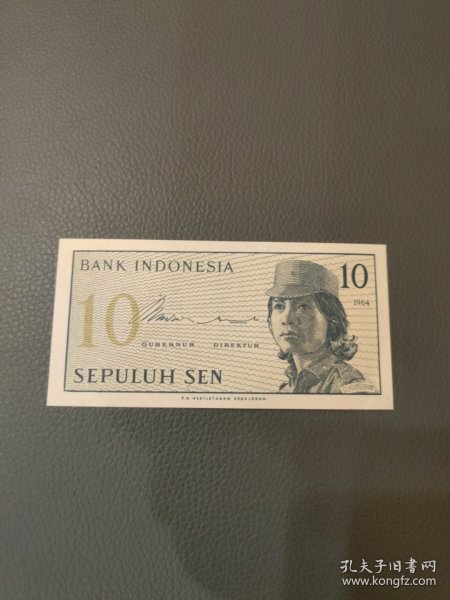 BANK INDONESIA
10
10
1964
GUBERNUR DIREKTUR
SEPULUH SEN
P.N. PERTJETAKAN KEBAJORAN
孔夫子旧书网
www.kongfz.com